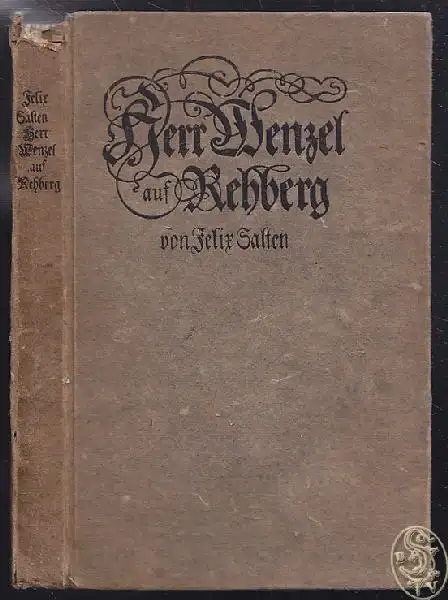 Felix
Salten
Herr
Wenzel
auf
Rehberg
Herr Wenzel
auf Rehberg
von Felix Salten